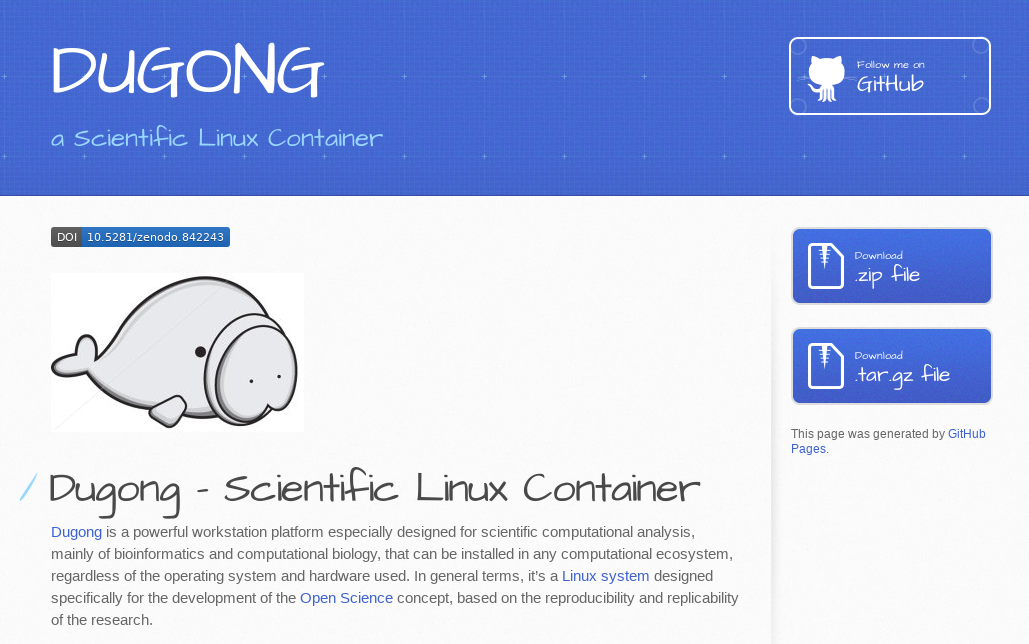 DUGONG
a Scientific Linux Container
Follow me on
GitHub
DOI 10.5281/zenodo.842243
Download
.zip file
Download
.tar.gz file
This page was generated by GitHub
Pages.
Dugong - Scientific Linux Container
Dugong is a powerful workstation platform especially designed for scientific computational analysis,
mainly of bioinformatics and computational biology, that can be installed in any computational ecosystem,
regardless of the operating system and hardware used. In general terms, it's a Linux system designed
specifically for the development of the Open Science concept, based on the reproducibility and replicability
of the research.